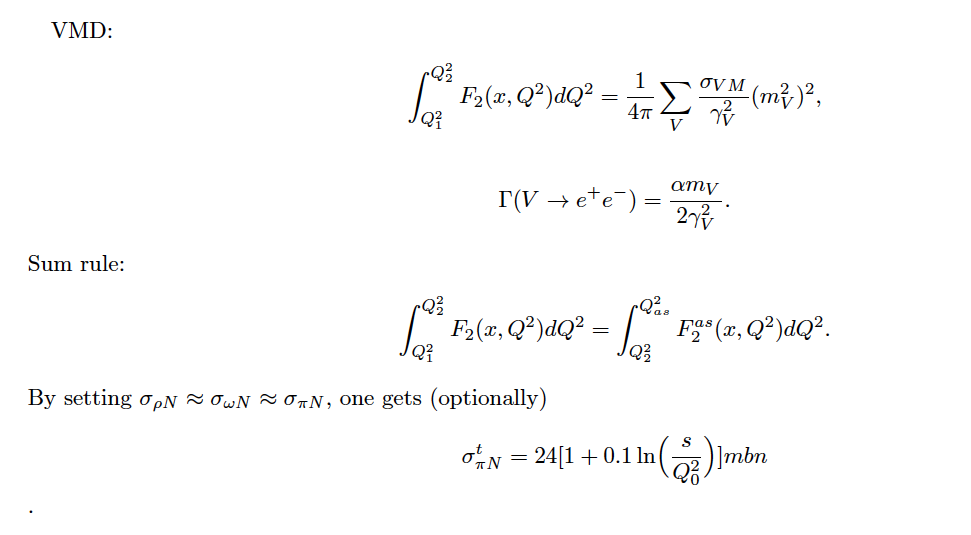 VMD:
\int_{Q_1^2}^{Q_2^2} F_2(x, Q^2)dQ^2 = \frac{1}{4\pi} \sum_V \frac{\sigma_{VM}}{\gamma_V^2} (m_V^2)^2,
\Gamma(V \to e^+e^-) = \frac{\alpha m_V}{2\gamma_V^2}.
Sum rule:
\int_{Q_1^2}^{Q_2^2} F_2(x, Q^2)dQ^2 = \int_{Q_2^2}^{Q_{as}^2} F_2^{as}(x, Q^2)dQ^2.
By setting \sigma_{\rho N} \approx \sigma_{\omega N} \approx \sigma_{\pi N}, one gets (optionally)
\sigma_{\pi N}^t = 24[1 + 0.1 \ln\left(\frac{s}{Q_0^2}\right)]mbn
.